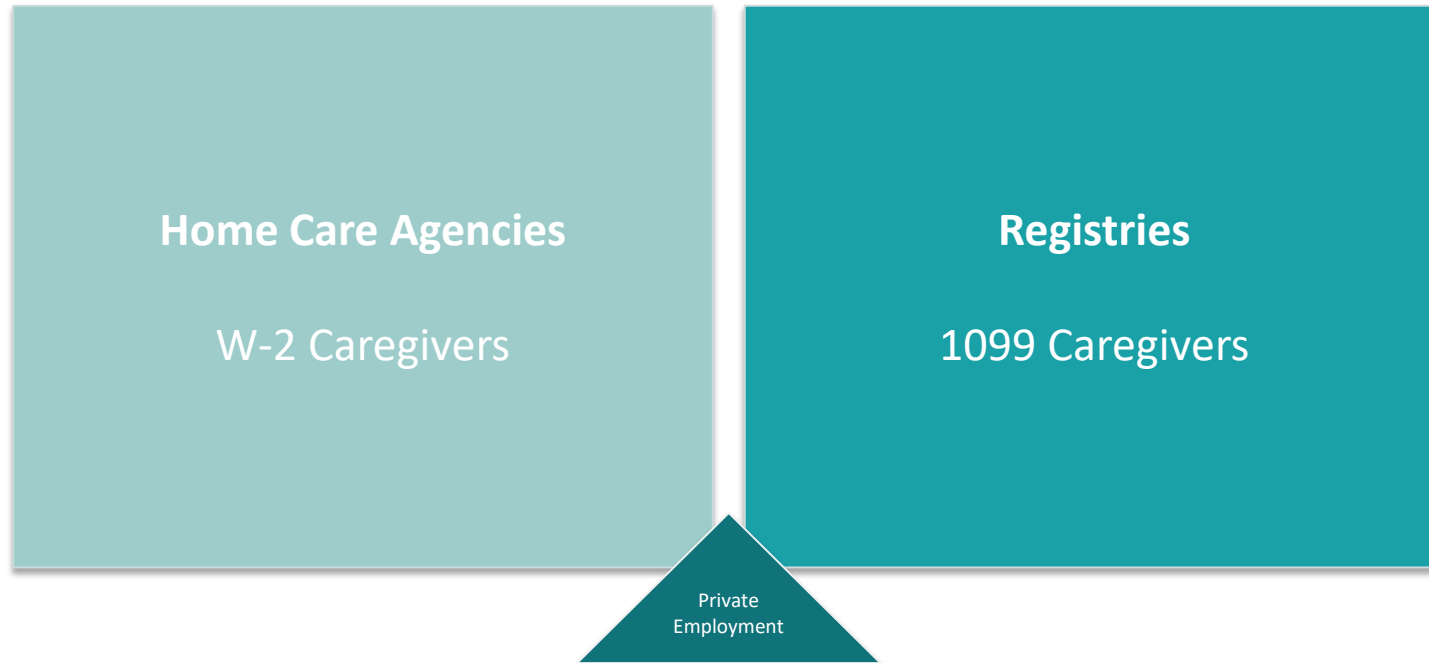 Home Care Agencies
W-2 Caregivers
Registries
1099 Caregivers
Private
Employment